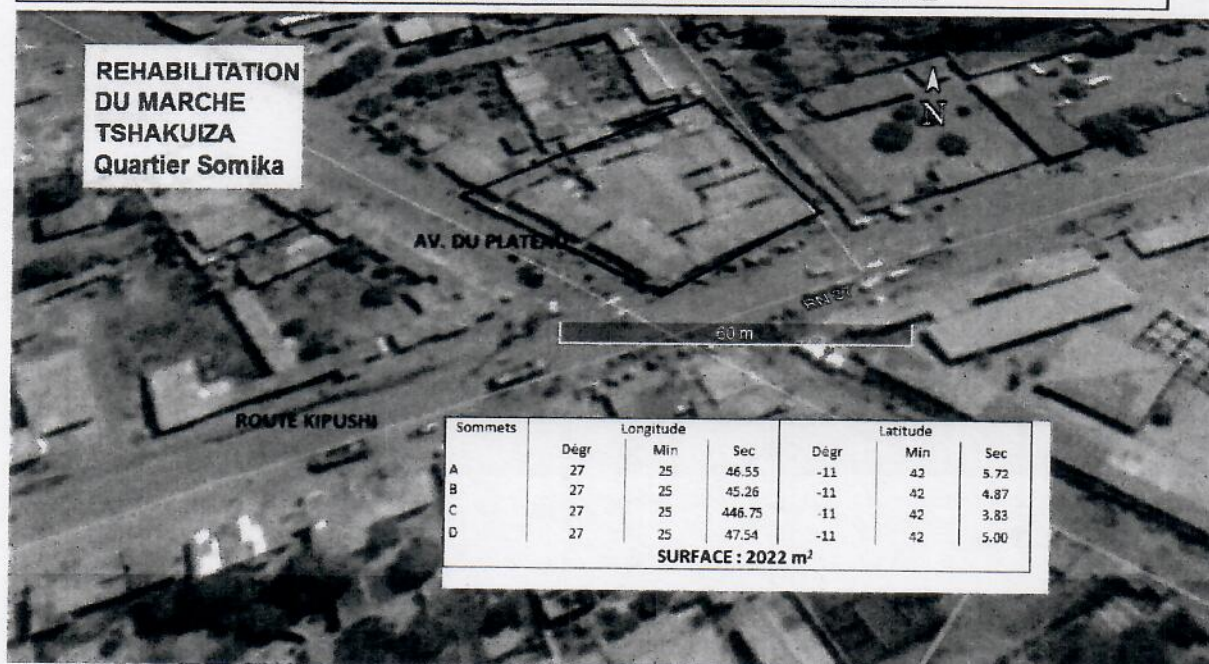 REHABILITATION
DU MARCHE
TSHAKUIZA
Quartier Somika
N
AV. DU PLATEAU
RN 37
60 m
ROUTE KIPUSHI
Sommets Longitude Latitude
Dégr Min Sec Dégr Min Sec
A 27 25 46.55 -11 42 5.72
B 27 25 45.26 -11 42 4.87
C 27 25 446.75 -11 42 3.83
D 27 25 47.54 -11 42 5.00
SURFACE : 2022 m²